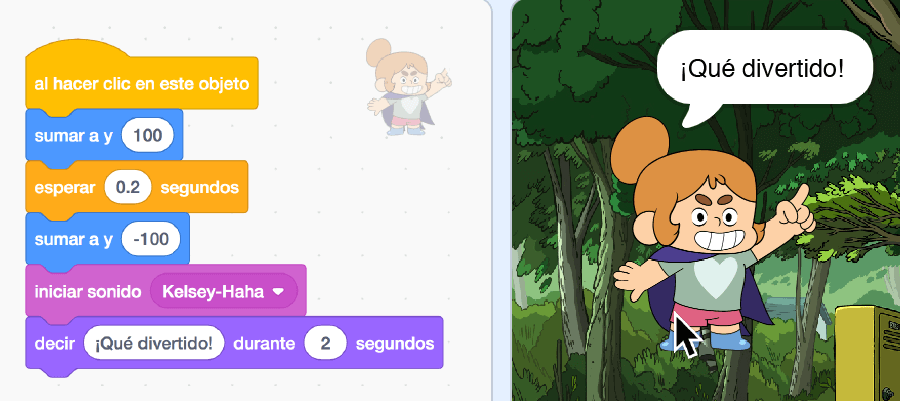 al hacer clic en este objeto
sumar a y 100
esperar 0.2 segundos
sumar a y -100
iniciar sonido Kelsey-Haha
decir ¡Qué divertido! durante 2 segundos
¡Qué divertido!